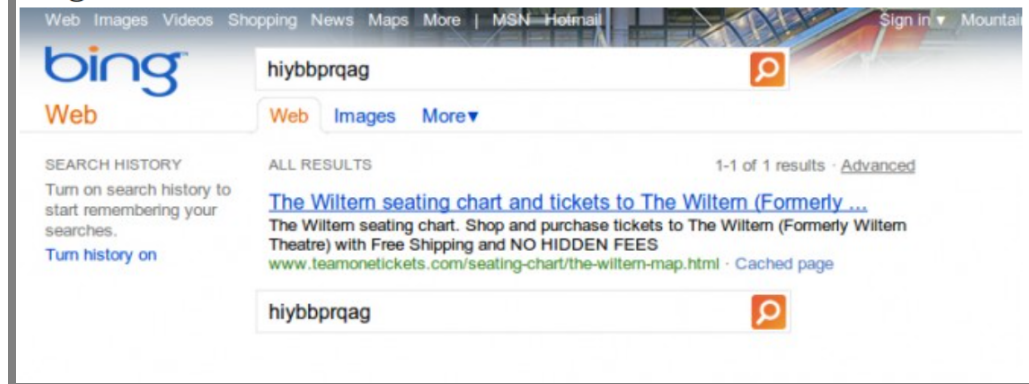 Web Images Videos Shopping News Maps More | MSN Hotmail Sign in ▾ Mountain
bing™
hiybbprqag
Web
Web Images More▾
SEARCH HISTORY
Turn on search history to
start remembering your
searches.
Turn history on
ALL RESULTS 1-1 of 1 results · Advanced
The Wiltern seating chart and tickets to The Wiltern (Formerly ...
The Wiltern seating chart. Shop and purchase tickets to The Wiltern (Formerly Wiltern
Theatre) with Free Shipping and NO HIDDEN FEES
www.teamonetickets.com/seating-chart/the-wiltern-map.html · Cached page
hiybbprqag